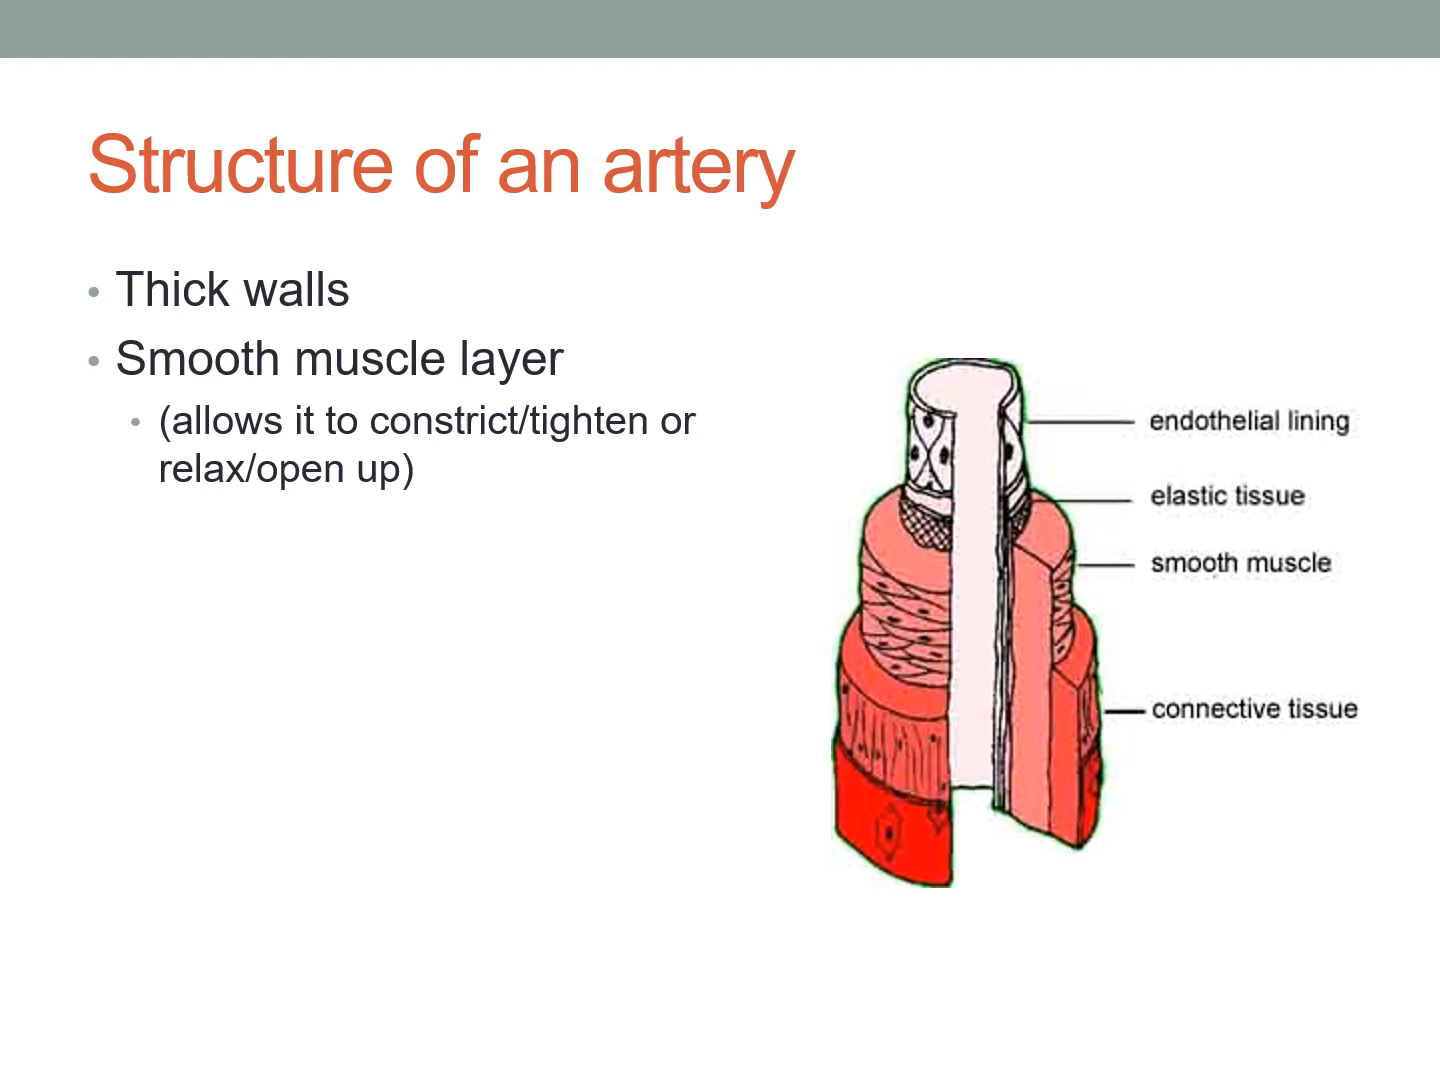 Structure of an artery
• Thick walls
• Smooth muscle layer
• (allows it to constrict/tighten or
relax/open up)
endothelial lining
elastic tissue
smooth muscle
connective tissue